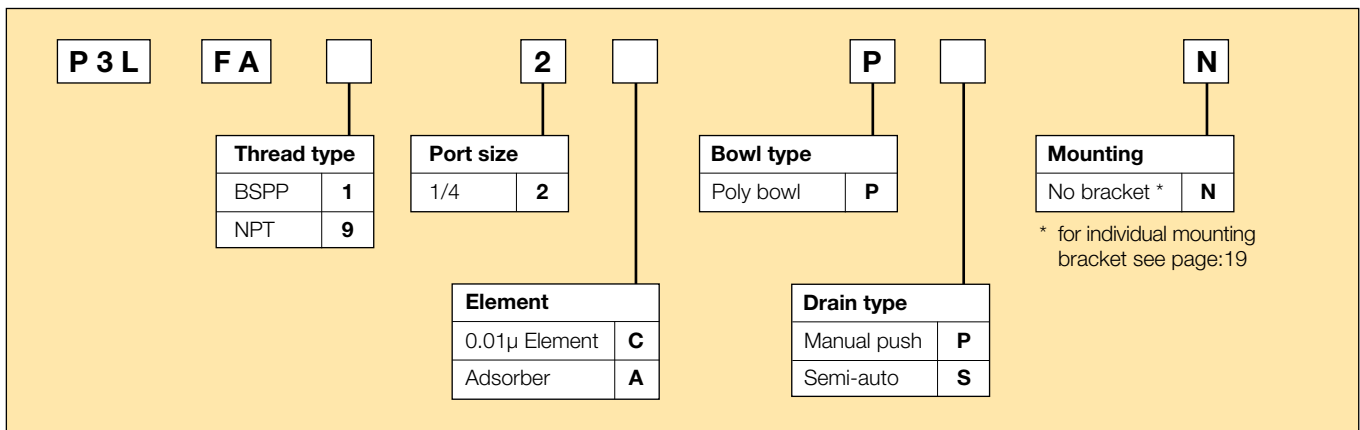 P 3 L F A 2 P N
Thread type
BSPP 1
NPT 9
Port size
1/4 2
Bowl type
Poly bowl P
Mounting
No bracket * N
* for individual mounting
bracket see page:19
Element
0.01µ Element C
Adsorber A
Drain type
Manual push P
Semi-auto S